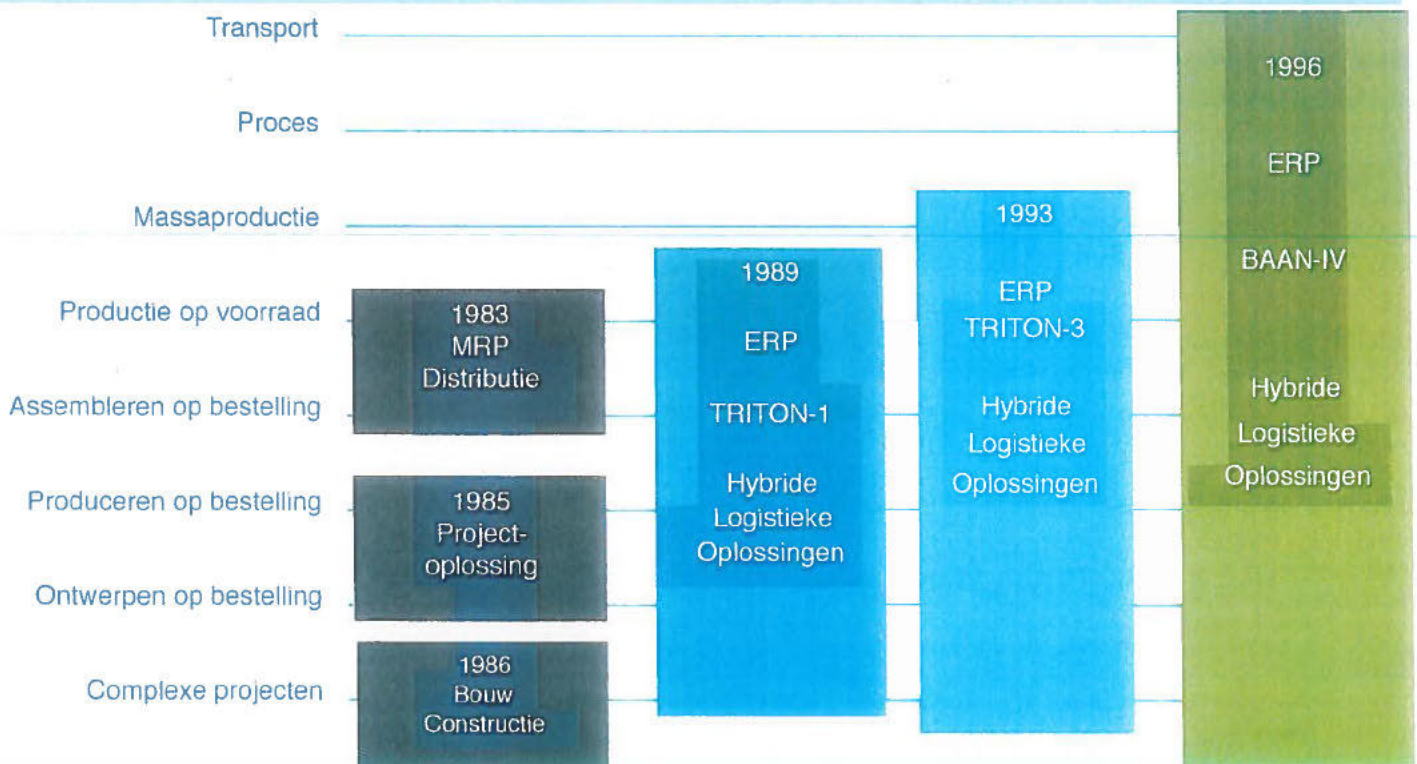 Transport
Proces
Massaproductie
Productie op voorraad
Assembleren op bestelling
Produceren op bestelling
Ontwerpen op bestelling
Complexe projecten
1983
MRP
Distributie
1985
Project-
oplossing
1986
Bouw
Constructie
1989
ERP
TRITON-1
Hybride
Logistieke
Oplossingen
1993
ERP
TRITON-3
Hybride
Logistieke
Oplossingen
1996
ERP
BAAN-IV
Hybride
Logistieke
Oplossingen